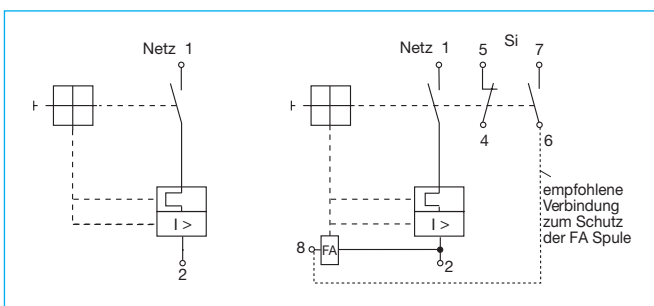 Netz 1
I >
2
Netz 1
5
Si
7
4
6
I >
8
FA
2
empfohlene
Verbindung
zum Schutz
der FA Spule